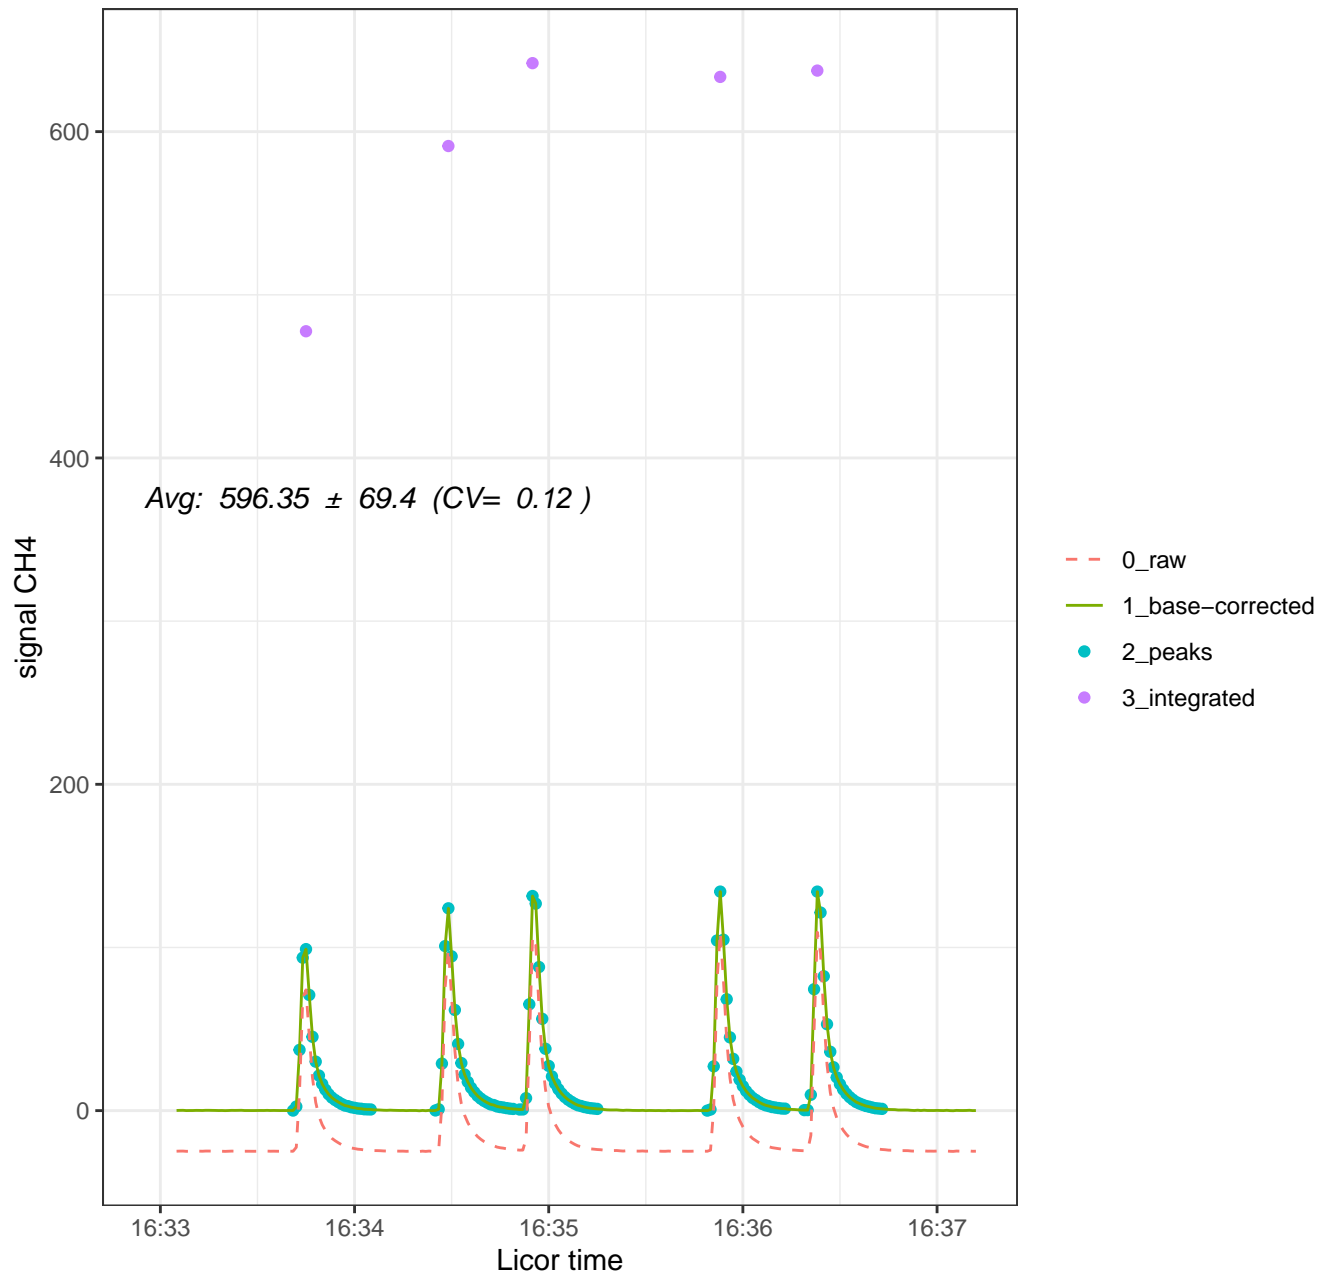 600
400
200
0
Avg: 596.35 ± 69.4 (CV= 0.12 )
signal CH4
16:33
16:34
16:35
16:36
16:37
Licor time
0_raw
1_base−corrected
2_peaks
3_integrated